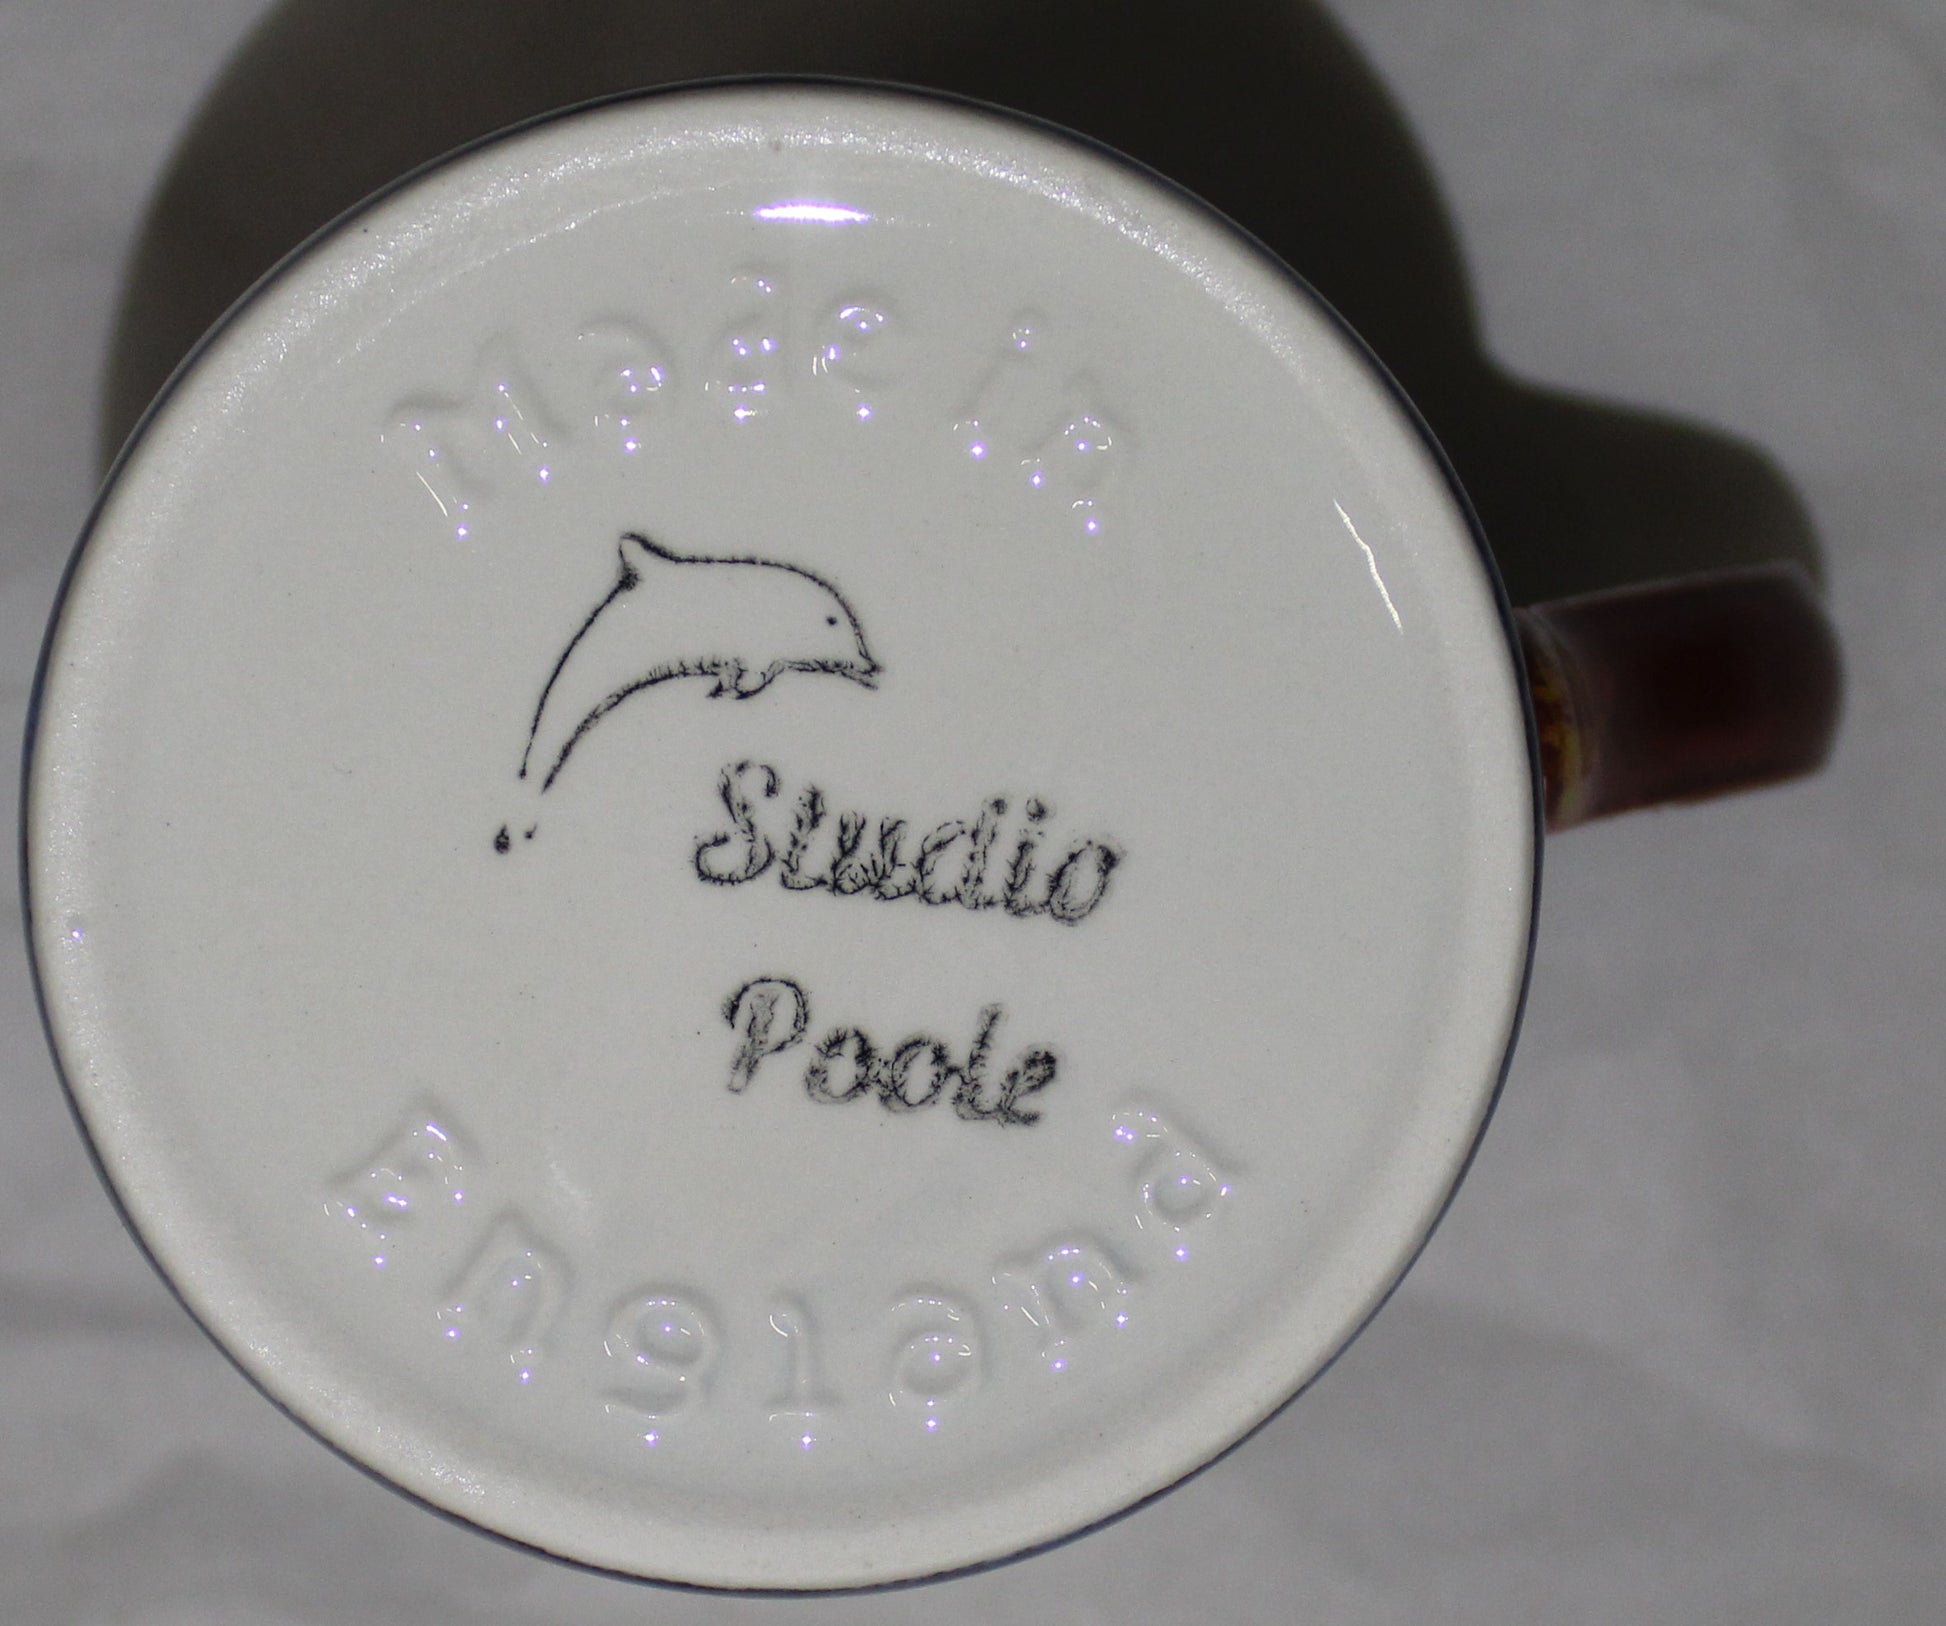 Made in
Studio
Poole
England